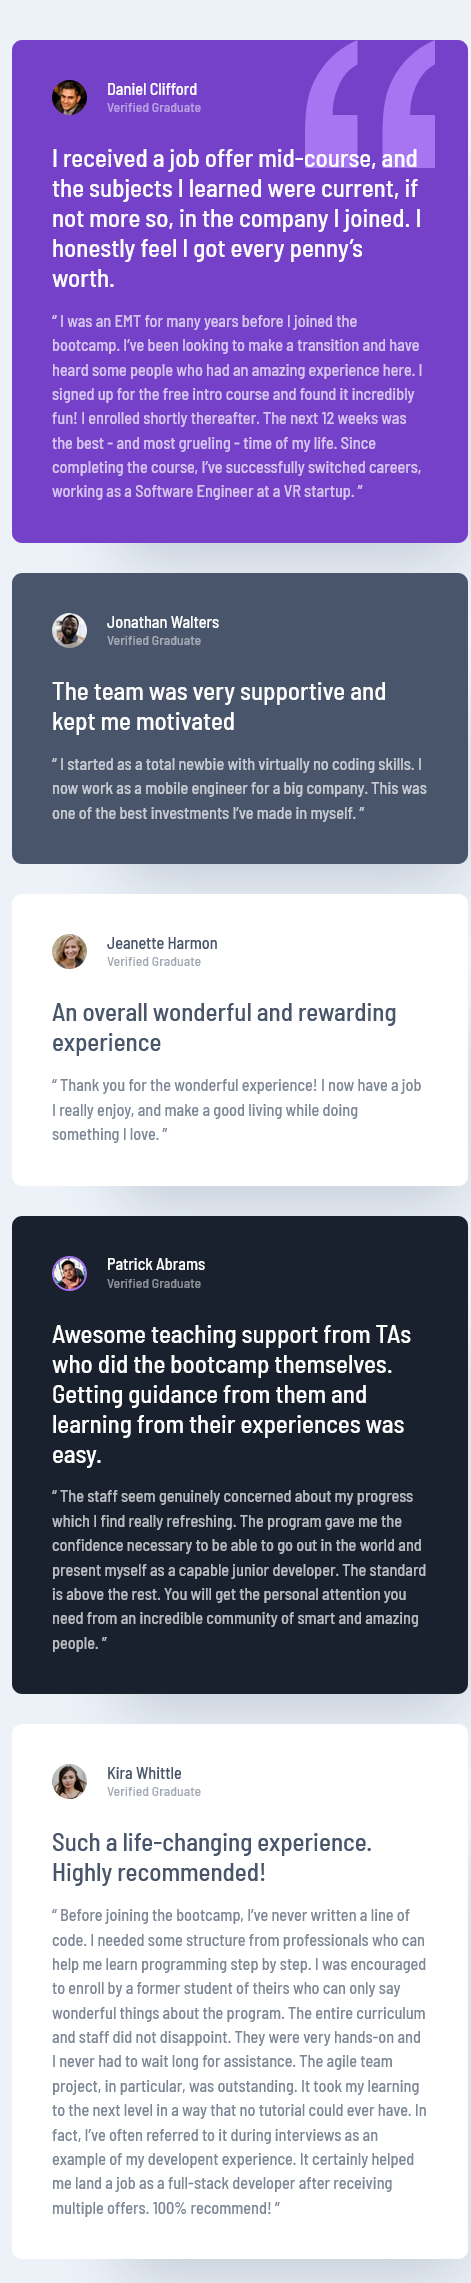 Daniel Clifford
Verified Graduate
I received a job offer mid-course, and
the subjects I learned were current, if
not more so, in the company I joined. I
honestly feel I got every penny’s
worth.
“ I was an EMT for many years before I joined the
bootcamp. I’ve been looking to make a transition and have
heard some people who had an amazing experience here. I
signed up for the free intro course and found it incredibly
fun! I enrolled shortly thereafter. The next 12 weeks was
the best - and most grueling - time of my life. Since
completing the course, I’ve successfully switched careers,
working as a Software Engineer at a VR startup. ”
Jonathan Walters
Verified Graduate
The team was very supportive and
kept me motivated
“ I started as a total newbie with virtually no coding skills. I
now work as a mobile engineer for a big company. This was
one of the best investments I’ve made in myself. ”
Jeanette Harmon
Verified Graduate
An overall wonderful and rewarding
experience
“ Thank you for the wonderful experience! I now have a job
I really enjoy, and make a good living while doing
something I love. ”
Patrick Abrams
Verified Graduate
Awesome teaching support from TAs
who did the bootcamp themselves.
Getting guidance from them and
learning from their experiences was
easy.
“ The staff seem genuinely concerned about my progress
which I find really refreshing. The program gave me the
confidence necessary to be able to go out in the world and
present myself as a capable junior developer. The standard
is above the rest. You will get the personal attention you
need from an incredible community of smart and amazing
people. ”
Kira Whittle
Verified Graduate
Such a life-changing experience.
Highly recommended!
“ Before joining the bootcamp, I’ve never written a line of
code. I needed some structure from professionals who can
help me learn programming step by step. I was encouraged
to enroll by a former student of theirs who can only say
wonderful things about the program. The entire curriculum
and staff did not disappoint. They were very hands-on and
I never had to wait long for assistance. The agile team
project, in particular, was outstanding. It took my learning
to the next level in a way that no tutorial could ever have. In
fact, I’ve often referred to it during interviews as an
example of my developent experience. It certainly helped
me land a job as a full-stack developer after receiving
multiple offers. 100% recommend! ”